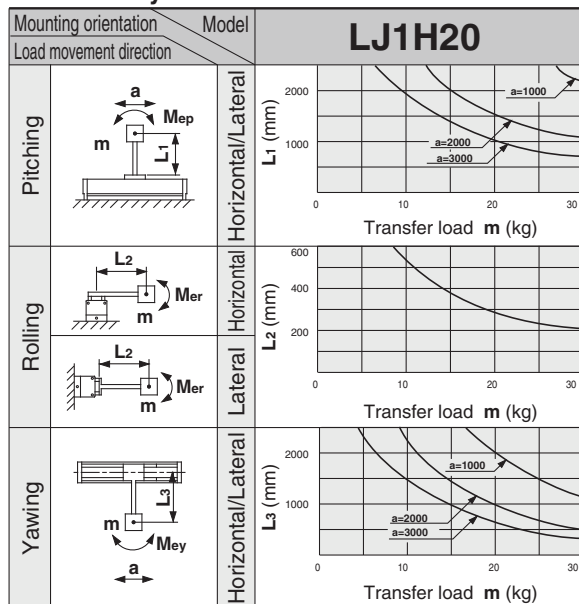 Mounting orientation Model
Load movement direction
LJ1H20
Pitching
a
Mep
m
L1
Horizontal/Lateral
L1 (mm)
2000
1000
a=1000
a=2000
a=3000
0 10 20 30
Transfer load m (kg)
Rolling
L2
Mer
m
Horizontal
L2
Mer
m
Lateral
L2 (mm)
600
400
200
0 10 20 30
Transfer load m (kg)
Yawing
L3
m
Mey
a
Horizontal/Lateral
L3 (mm)
2000
1000
a=1000
a=2000
a=3000
0 10 20 30
Transfer load m (kg)